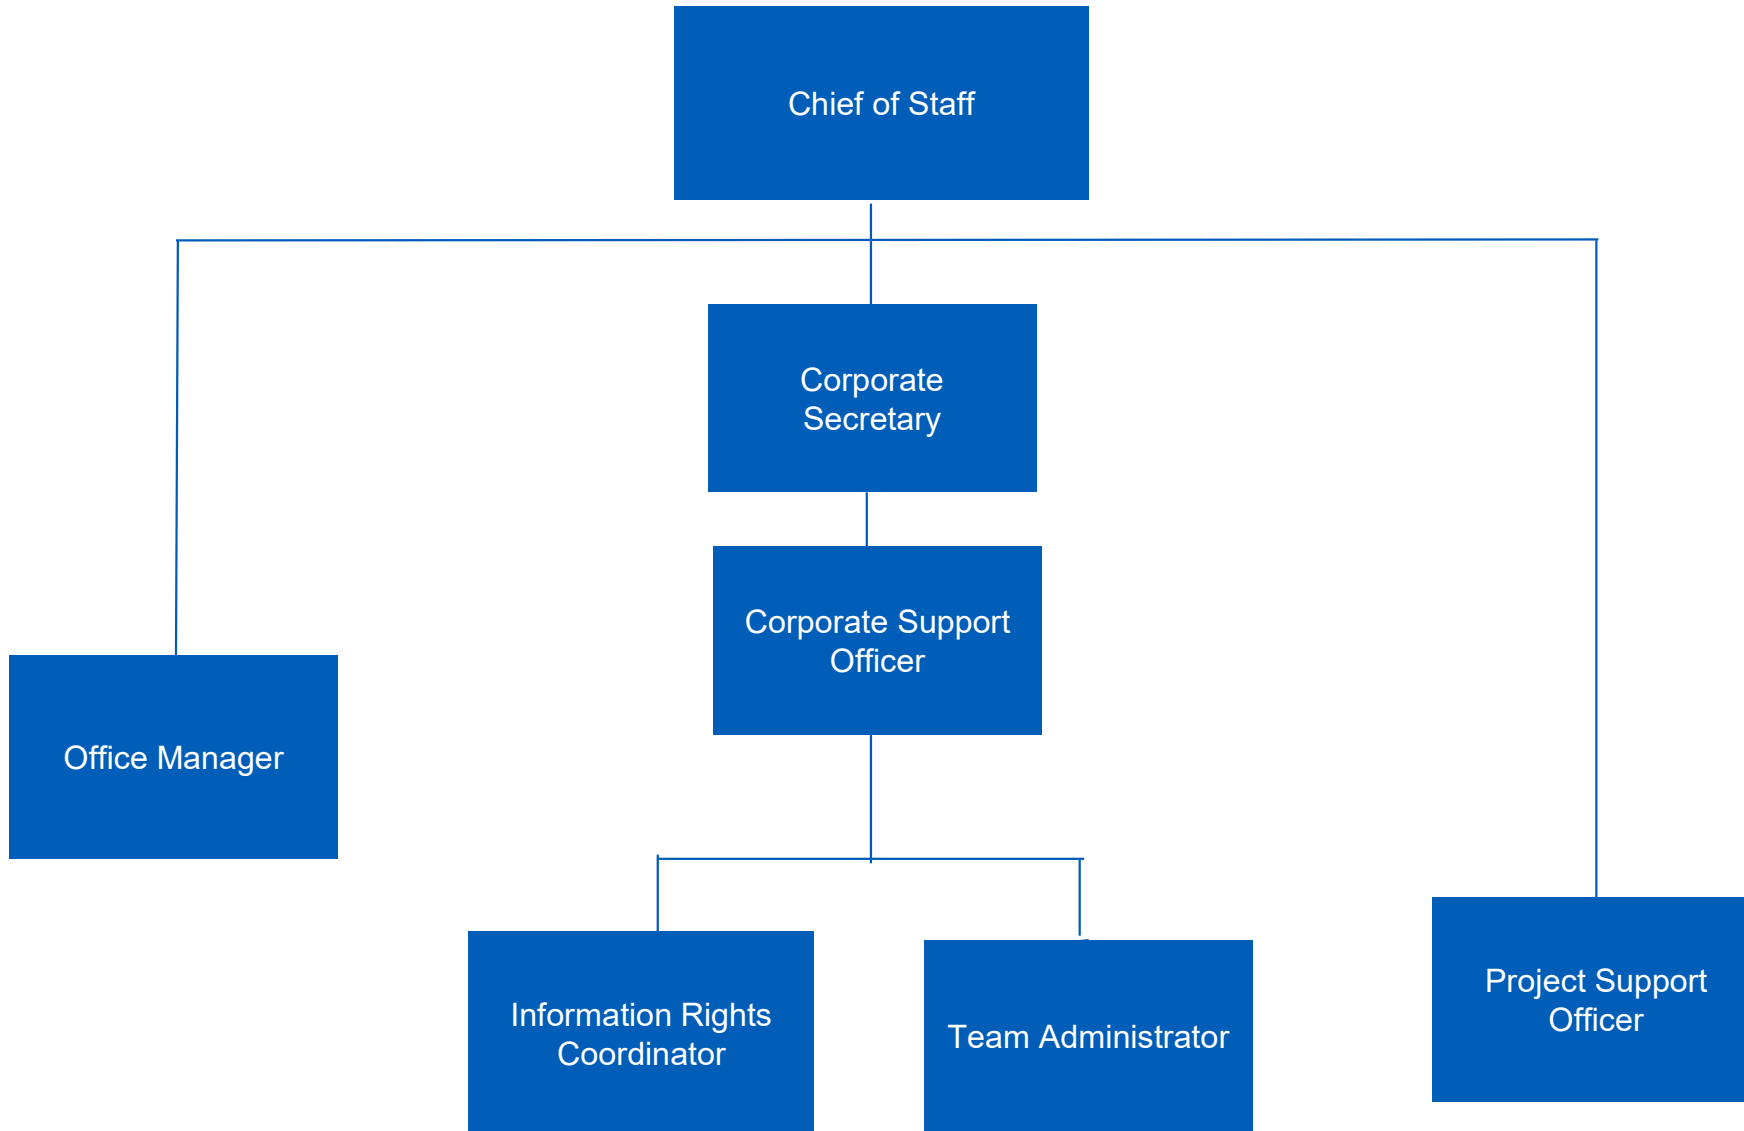 Chief of Staff
Corporate
Secretary
Corporate Support
Officer
Office Manager
Information Rights
Coordinator
Team Administrator
Project Support
Officer